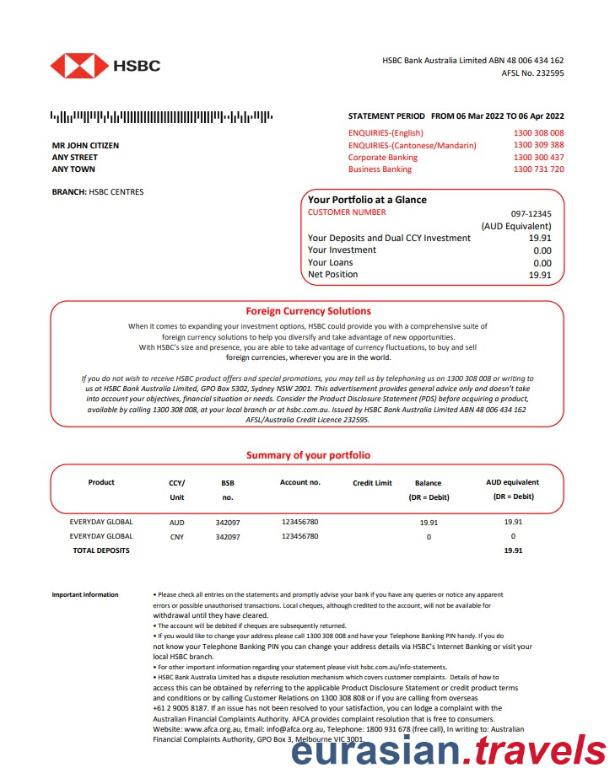 HSBC
HSBC Bank Australia Limited ABN 48 006 434 162
AFSL No. 232595
STATEMENT PERIOD FROM 06 Mar 2022 TO 06 Apr 2022
ENQUIRIES-(English) 1300 308 008
ENQUIRIES-(Cantonese/Mandarin) 1300 309 388
Corporate Banking 1300 300 437
Business Banking 1300 731 720
MR JOHN CITIZEN
ANY STREET
ANY TOWN
BRANCH: HSBC CENTRES
Your Portfolio at a Glance
CUSTOMER NUMBER 097-12345
(AUD Equivalent)
Your Deposits and Dual CCY Investment 19.91
Your Investment 0.00
Your Loans 0.00
Net Position 19.91
Foreign Currency Solutions
When it comes to expanding your investment options, HSBC could provide you with a comprehensive suite of
foreign currency solutions to help you diversify and take advantage of new opportunities.
With HSBC's size and presence, you are able to take advantage of currency fluctuations, to buy and sell
foreign currencies, wherever you are in the world.
If you do not wish to receive HSBC product offers and special promotions, you may tell us by telephoning us on 1300 308 008 or writing to
us at HSBC Bank Australia Limited, GPO Box 5302, Sydney NSW 2001. This advertisement provides general advice only and doesn't take
into account your objectives, financial situation or needs. Consider the Product Disclosure Statement (PDS) before acquiring a product,
available by calling 1300 308 008, at your local branch or at hsbc.com.au. Issued by HSBC Bank Australia Limited ABN 48 006 434 162
AFSL/Australia Credit Licence 232595.
Summary of your portfolio
Product CCY/ Unit BSB no. Account no. Credit Limit Balance (DR = Debit) AUD equivalent (DR = Debit)
EVERYDAY GLOBAL AUD 342097 123456780 19.91 19.91
EVERYDAY GLOBAL CNY 342097 123456780 0 0
TOTAL DEPOSITS 19.91
Important Information
• Please check all entries on the statements and promptly advise your bank if you have any queries or notice any apparent
errors or possible unauthorised transactions. Local cheques, although credited to the account, will not be available for
withdrawal until they have cleared.
• The account will be debited if cheques are subsequently returned.
• If you would like to change your address please call 1300 308 008 and have your Telephone Banking PIN handy. If you do
not know your Telephone Banking PIN you can change your address details via HSBC's Internet Banking or visit your
local HSBC branch.
• For other important information regarding your statement please visit hsbc.com.au/info-statements.
• HSBC Bank Australia Limited has a dispute resolution mechanism which covers customer complaints. Details of how to
access this can be obtained by referring to the applicable Product Disclosure Statement or credit product terms
and conditions or by calling Customer Relations on 1300 308 808 or if you are calling from overseas
+61 2 9005 8187. If an issue has not been resolved to your satisfaction, you can lodge a complaint with the
Australian Financial Complaints Authority. AFCA provides complaint resolution that is free to consumers.
Website: www.afca.org.au, Email: info@afca.org.au, Telephone: 1800 931 678 (free call), In writing to: Australian
Financial Complaints Authority, GPO Box 3, Melbourne VIC 3001.
eurasian.travels